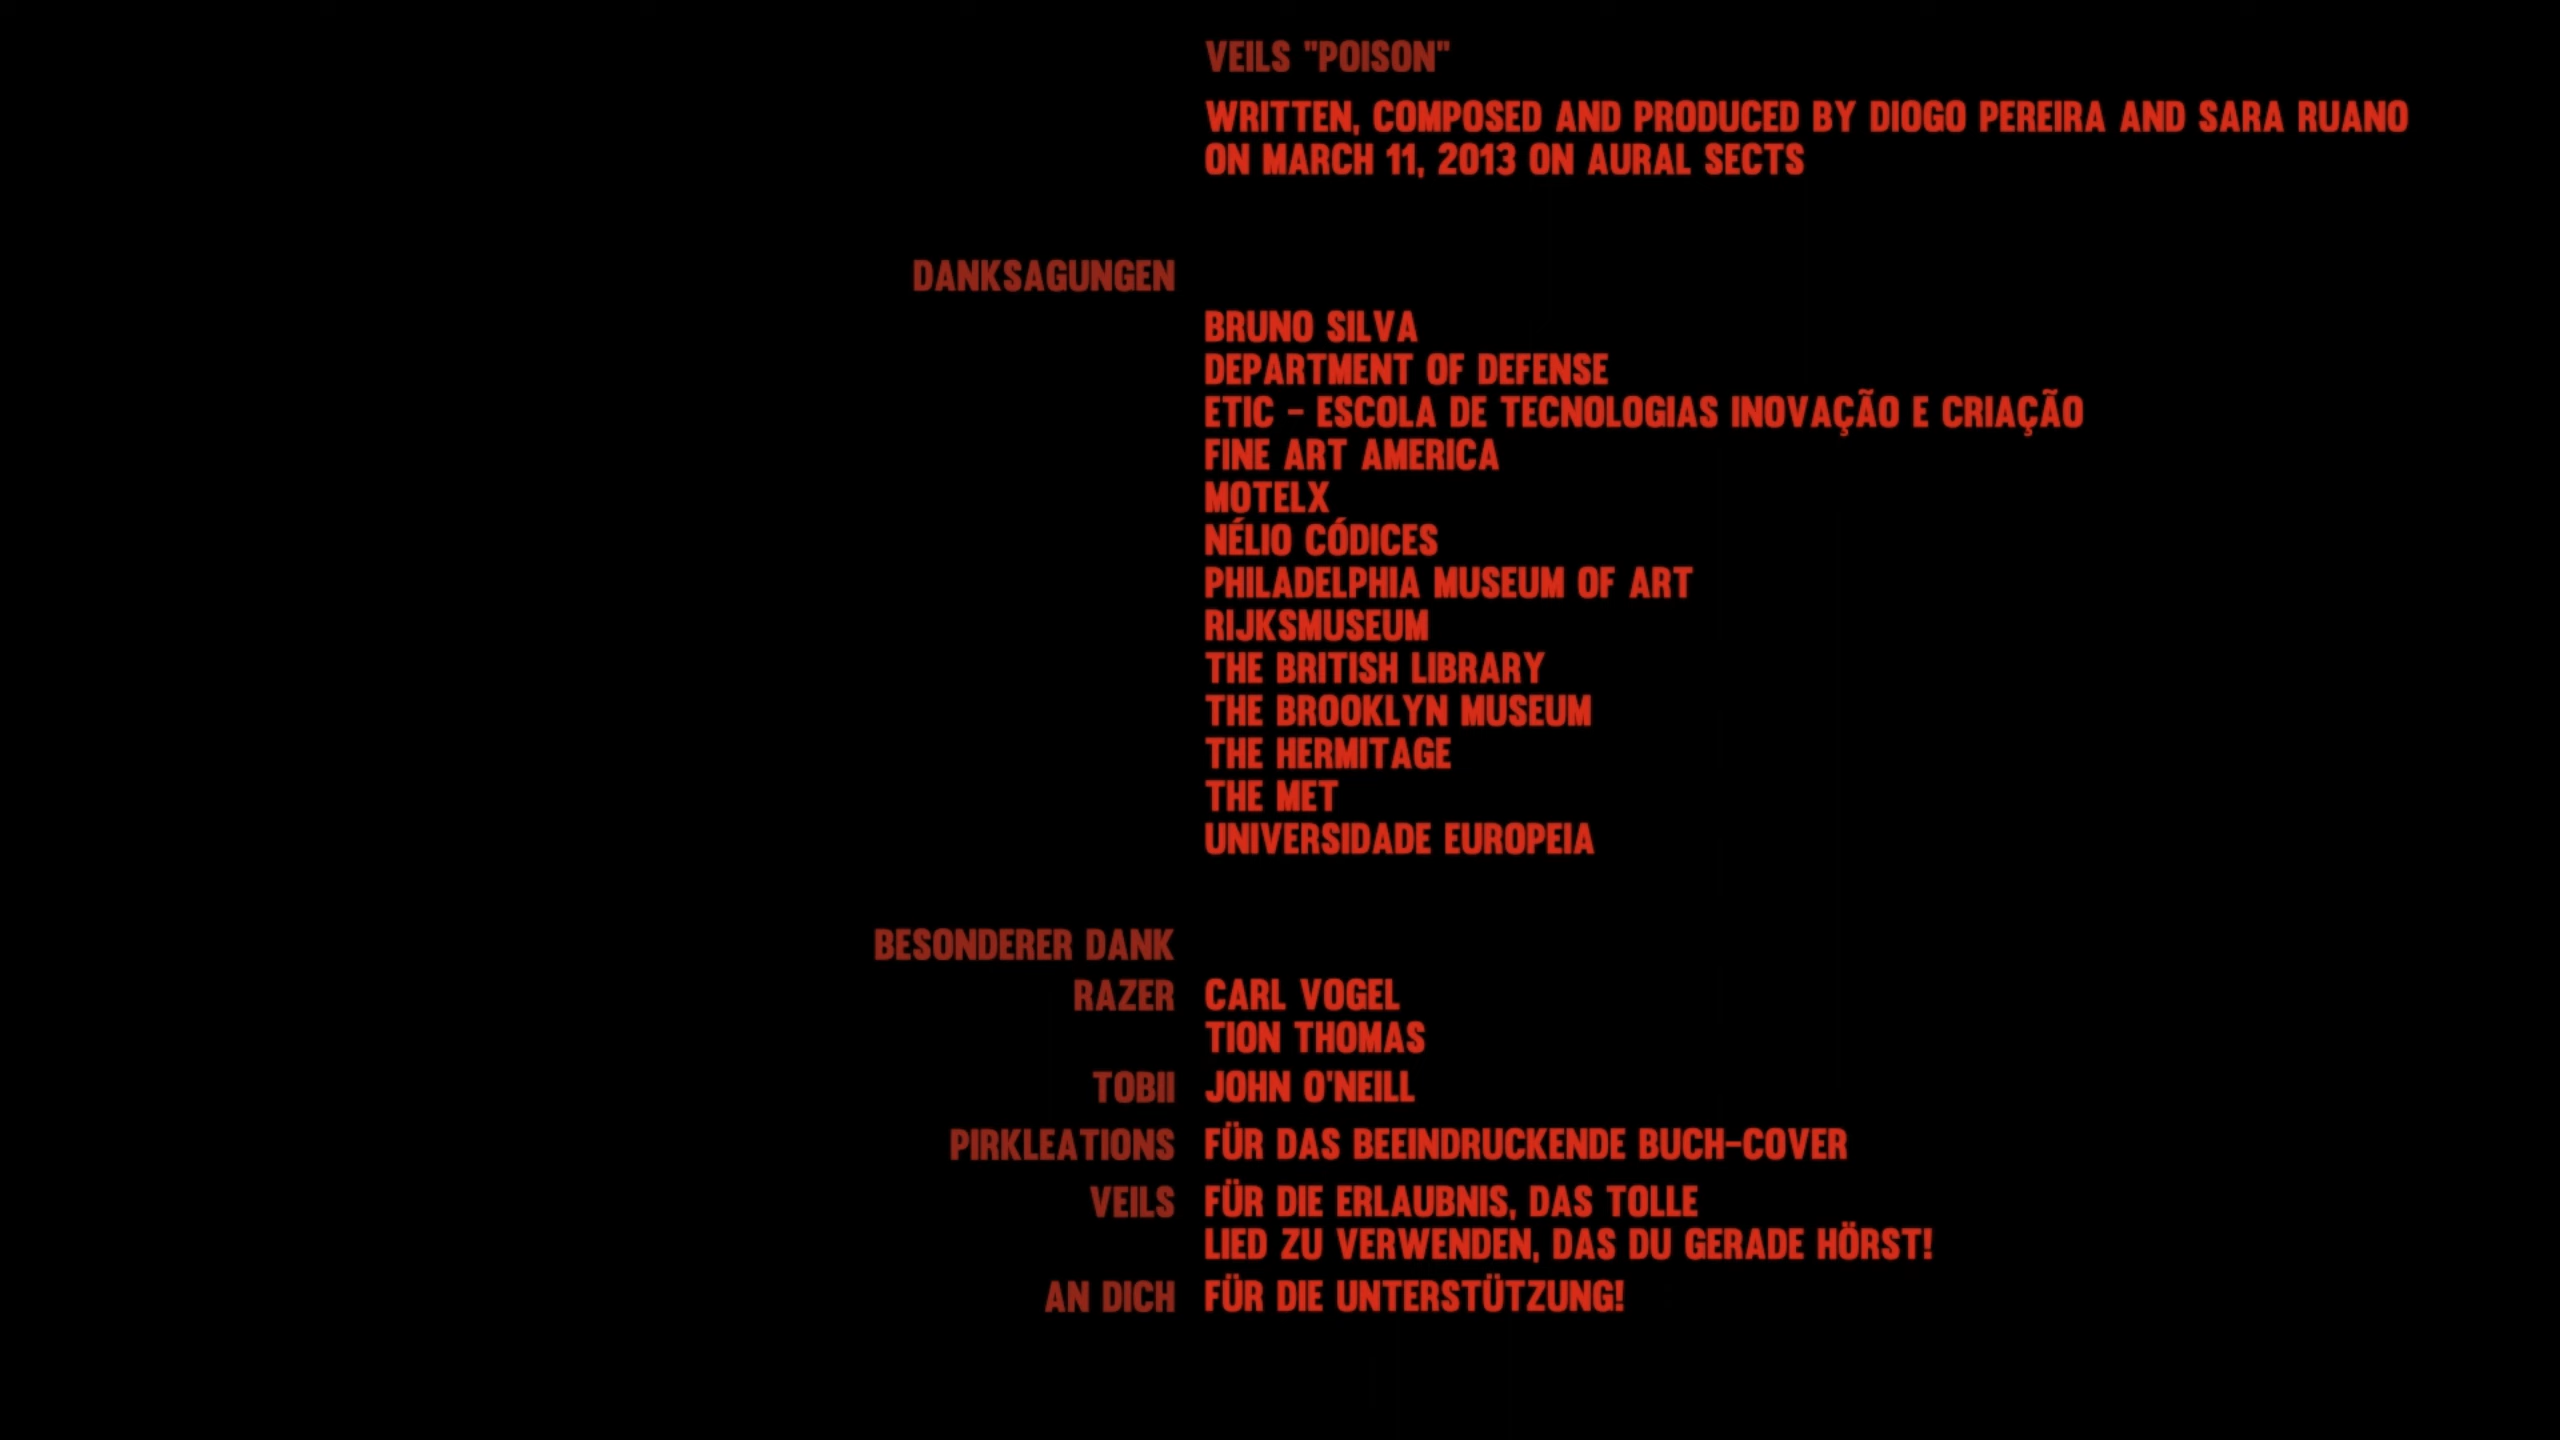 VEILS "POISON"
WRITTEN, COMPOSED AND PRODUCED BY DIOGO PEREIRA AND SARA RUANO
ON MARCH 11, 2013 ON AURAL SECTS
DANKSAGUNGEN
BRUNO SILVA
DEPARTMENT OF DEFENSE
ETIC - ESCOLA DE TECNOLOGIAS INOVAÇÃO E CRIAÇÃO
FINE ART AMERICA
MOTELX
NÉLIO CÓDICES
PHILADELPHIA MUSEUM OF ART
RIJKSMUSEUM
THE BRITISH LIBRARY
THE BROOKLYN MUSEUM
THE HERMITAGE
THE MET
UNIVERSIDADE EUROPEIA
BESONDERER DANK
RAZER CARL VOGEL
TION THOMAS
TOBII JOHN O'NEILL
PIRKLEATIONS FÜR DAS BEEINDRUCKENDE BUCH-COVER
VEILS FÜR DIE ERLAUBNIS, DAS TOLLE
LIED ZU VERWENDEN, DAS DU GERADE HÖRST!
AN DICH FÜR DIE UNTERSTÜTZUNG!